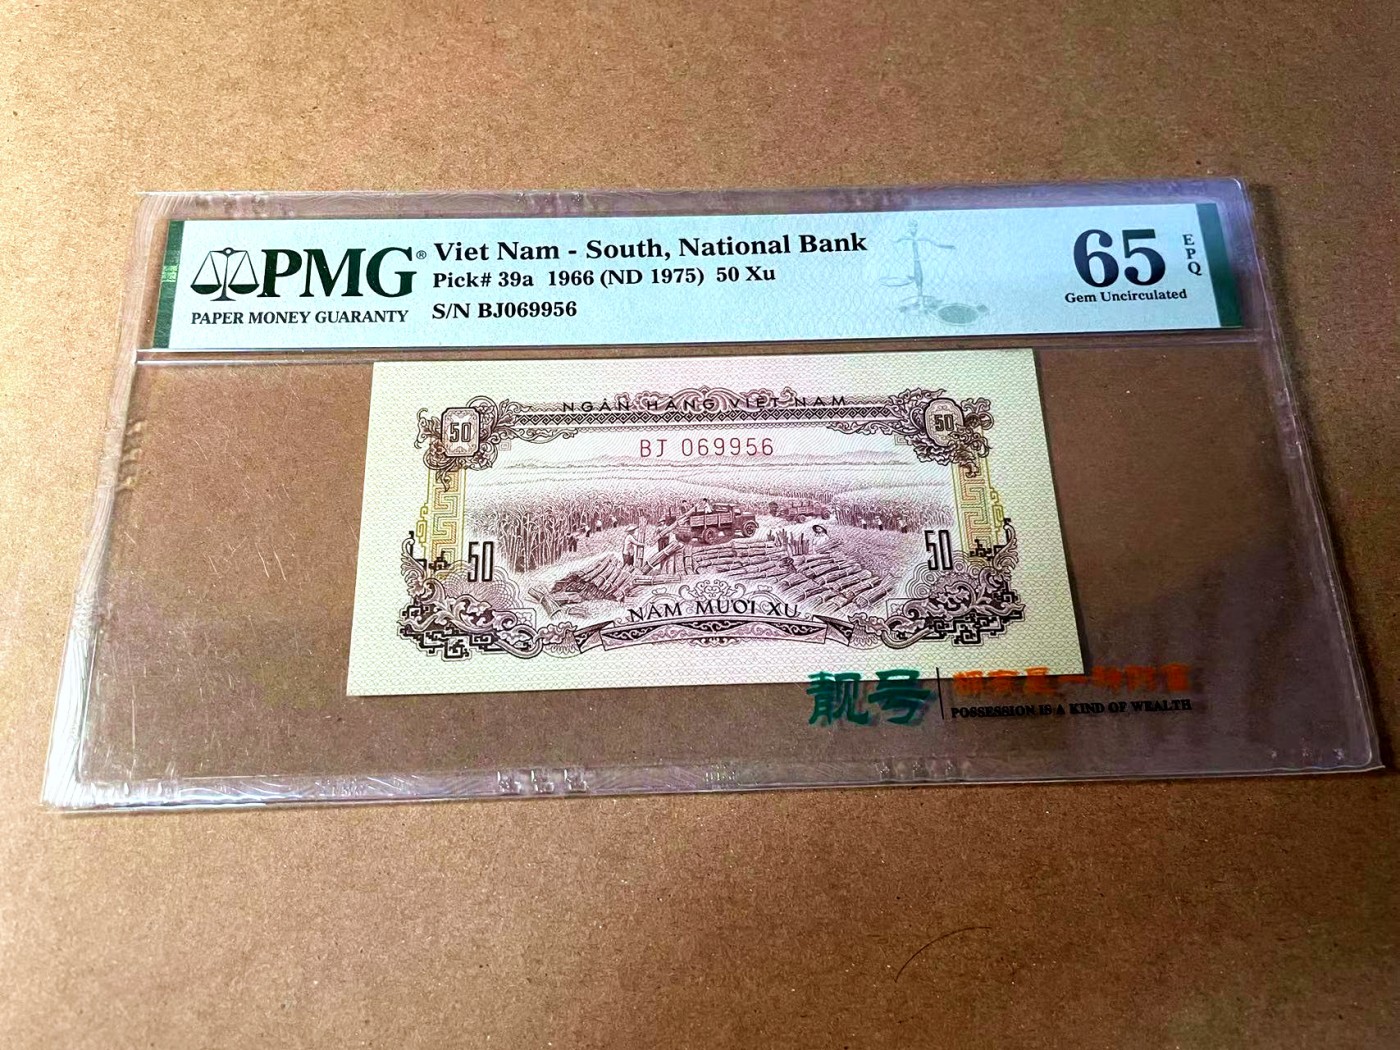 PMG®
PAPER MONEY GUARANTY
Viet Nam - South, National Bank
Pick# 39a 1966 (ND 1975) 50 Xu
S/N BJ069956
65
EPQ
Gem Uncirculated
NGÂN HÀNG VIỆT NAM
50
50
BJ 069956
50
50
NĂM MƯƠI XU
靓号
POSSESSION IS A KIND OF WEALTH